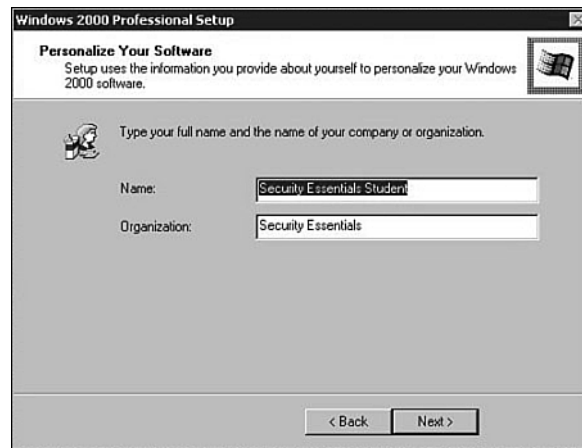 Windows 2000 Professional Setup
Personalize Your Software
Setup uses the information you provide about yourself to personalize your Windows
2000 software.
Type your full name and the name of your company or organization.
Name:
Security Essentials Student
Organization:
Security Essentials
< Back
Next >